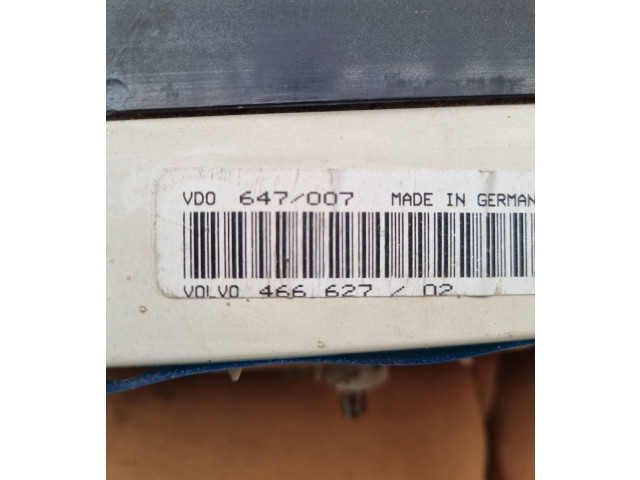 VDO 647/007 MADE IN GERMAN
VOLVO 466 627 / 02